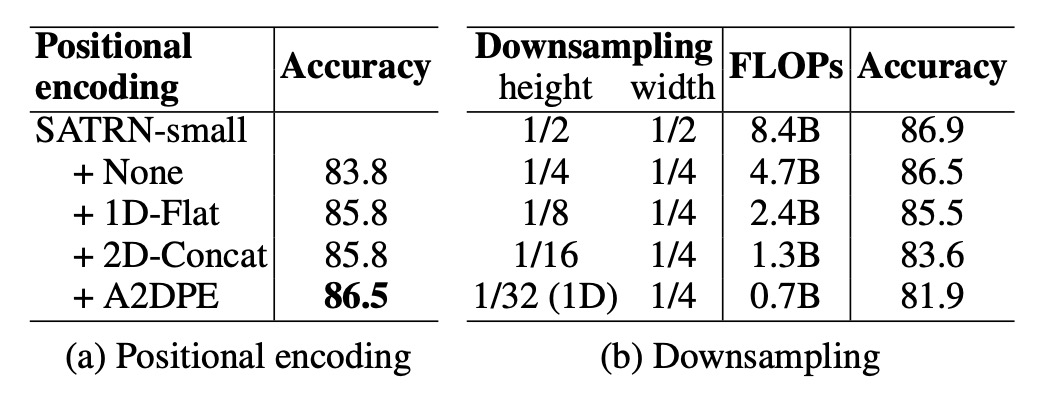 Positional encoding Accuracy
SATRN-small
+ None 83.8
+ 1D-Flat 85.8
+ 2D-Concat 85.8
+ A2DPE 86.5
(a) Positional encoding
Downsampling FLOPs Accuracy
height width
1/2 1/2 8.4B 86.9
1/4 1/4 4.7B 86.5
1/8 1/4 2.4B 85.5
1/16 1/4 1.3B 83.6
1/32 (1D) 1/4 0.7B 81.9
(b) Downsampling